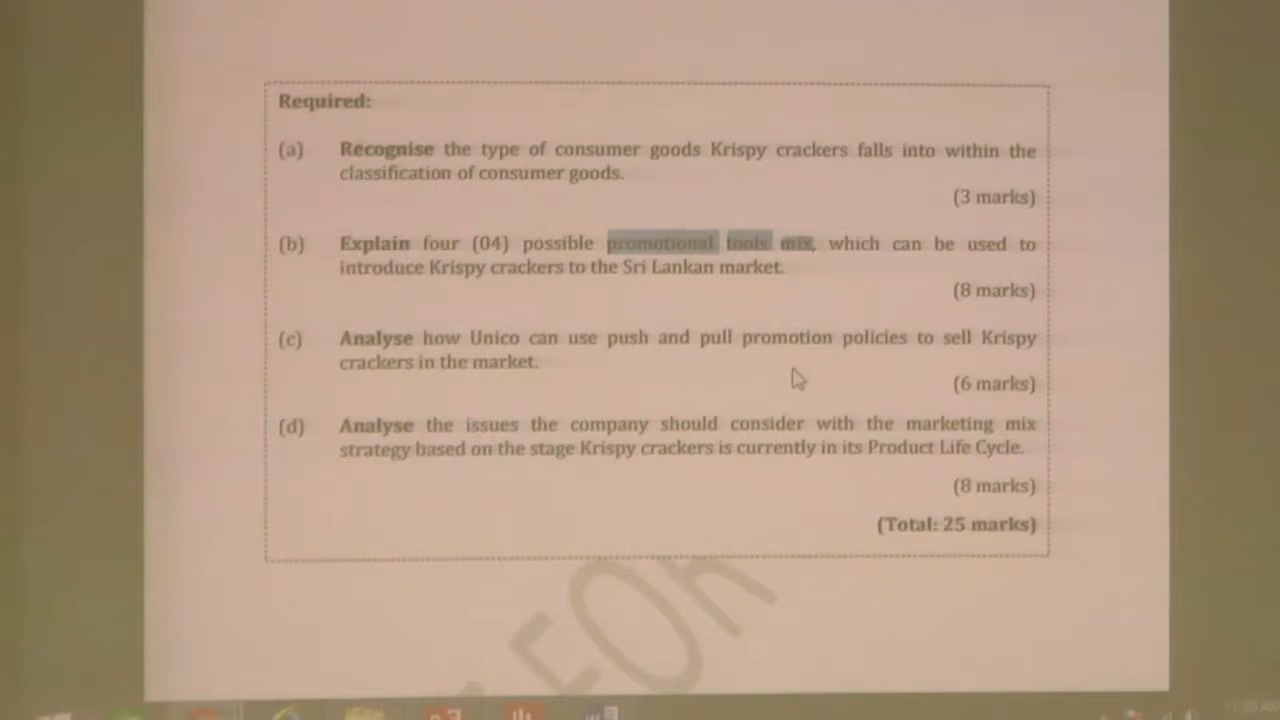 Required:
(a) Recognise the type of consumer goods Krispy crackers falls into within the
classification of consumer goods.
(3 marks)
(b) Explain four (04) possible promotional tools mix, which can be used to
introduce Krispy crackers to the Sri Lankan market.
(8 marks)
(c) Analyse how Unico can use push and pull promotion policies to sell Krispy
crackers in the market.
(6 marks)
(d) Analyse the issues the company should consider with the marketing mix
strategy based on the stage Krispy crackers is currently in its Product Life Cycle.
(8 marks)
(Total: 25 marks)
FOR